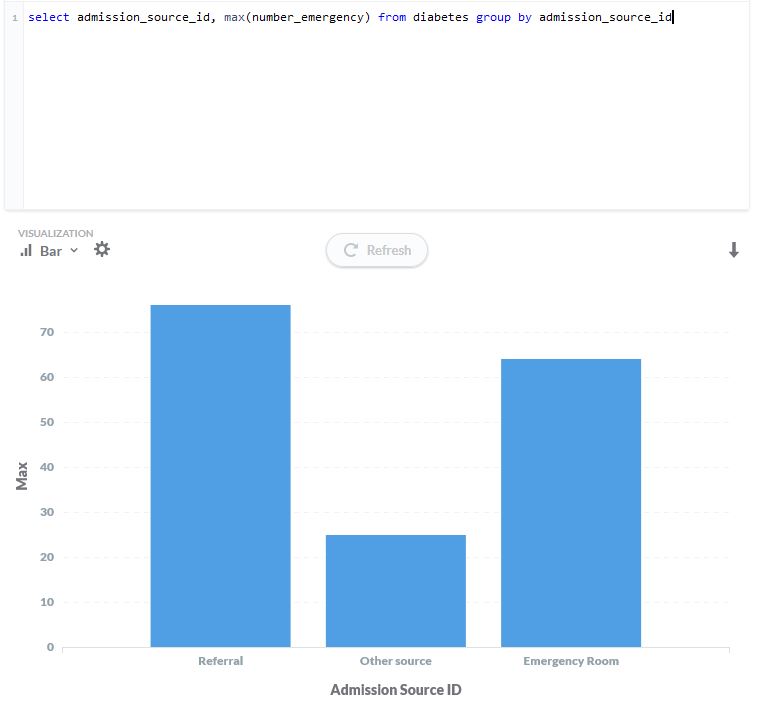 1 select admission_source_id, max(number_emergency) from diabetes group by admission_source_id
VISUALIZATION
Bar
Refresh
70
60
50
40
30
20
10
0
Max
Referral Other source Emergency Room
Admission Source ID